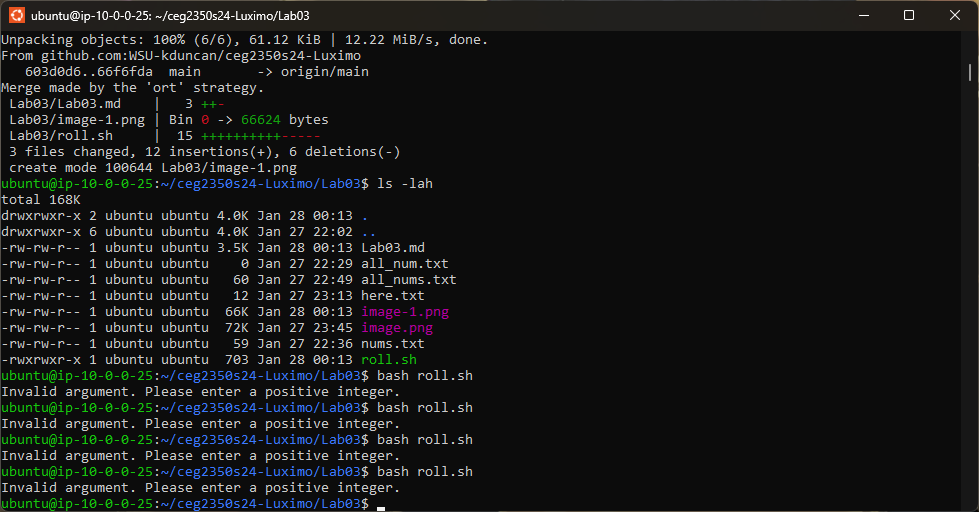 ubuntu@ip-10-0-0-25: ~/ceg2350s24-Luximo/Lab03
Unpacking objects: 100% (6/6), 61.12 KiB | 12.22 MiB/s, done.
From github.com:WSU-kduncan/ceg2350s24-Luximo
   603d0d6..66f6fda  main       -> origin/main
Merge made by the 'ort' strategy.
 Lab03/Lab03.md    |   3 ++-
 Lab03/image-1.png | Bin 0 -> 66624 bytes
 Lab03/roll.sh     |  15 ++++++++++-----
 3 files changed, 12 insertions(+), 6 deletions(-)
 create mode 100644 Lab03/image-1.png
ubuntu@ip-10-0-0-25:~/ceg2350s24-Luximo/Lab03$ ls -lah
total 168K
drwxrwxr-x 2 ubuntu ubuntu 4.0K Jan 28 00:13 .
drwxrwxr-x 6 ubuntu ubuntu 4.0K Jan 27 22:02 ..
-rw-rw-r-- 1 ubuntu ubuntu 3.5K Jan 28 00:13 Lab03.md
-rw-rw-r-- 1 ubuntu ubuntu    0 Jan 27 22:29 all_num.txt
-rw-rw-r-- 1 ubuntu ubuntu   60 Jan 27 22:49 all_nums.txt
-rw-rw-r-- 1 ubuntu ubuntu   12 Jan 27 23:13 here.txt
-rw-rw-r-- 1 ubuntu ubuntu  66K Jan 28 00:13 image-1.png
-rw-rw-r-- 1 ubuntu ubuntu  72K Jan 27 23:45 image.png
-rw-rw-r-- 1 ubuntu ubuntu   59 Jan 27 22:36 nums.txt
-rwxrwxr-x 1 ubuntu ubuntu  703 Jan 28 00:13 roll.sh
ubuntu@ip-10-0-0-25:~/ceg2350s24-Luximo/Lab03$ bash roll.sh
Invalid argument. Please enter a positive integer.
ubuntu@ip-10-0-0-25:~/ceg2350s24-Luximo/Lab03$ bash roll.sh
Invalid argument. Please enter a positive integer.
ubuntu@ip-10-0-0-25:~/ceg2350s24-Luximo/Lab03$ bash roll.sh
Invalid argument. Please enter a positive integer.
ubuntu@ip-10-0-0-25:~/ceg2350s24-Luximo/Lab03$ bash roll.sh
Invalid argument. Please enter a positive integer.
ubuntu@ip-10-0-0-25:~/ceg2350s24-Luximo/Lab03$